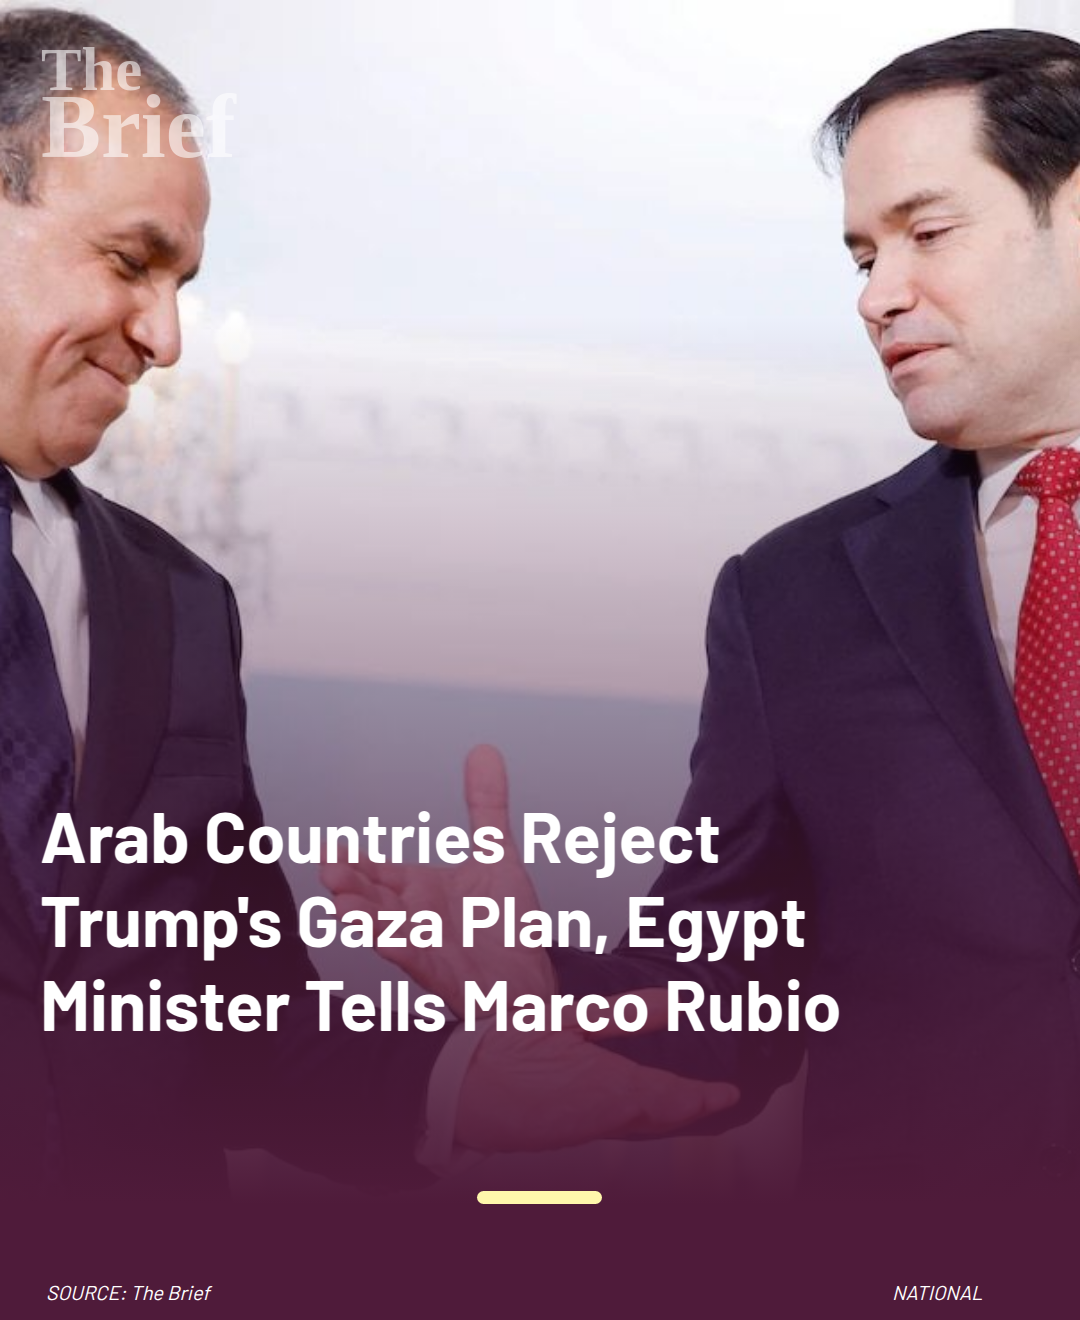 The
Brief
Arab Countries Reject
Trump's Gaza Plan, Egypt
Minister Tells Marco Rubio
SOURCE: The Brief
NATIONAL